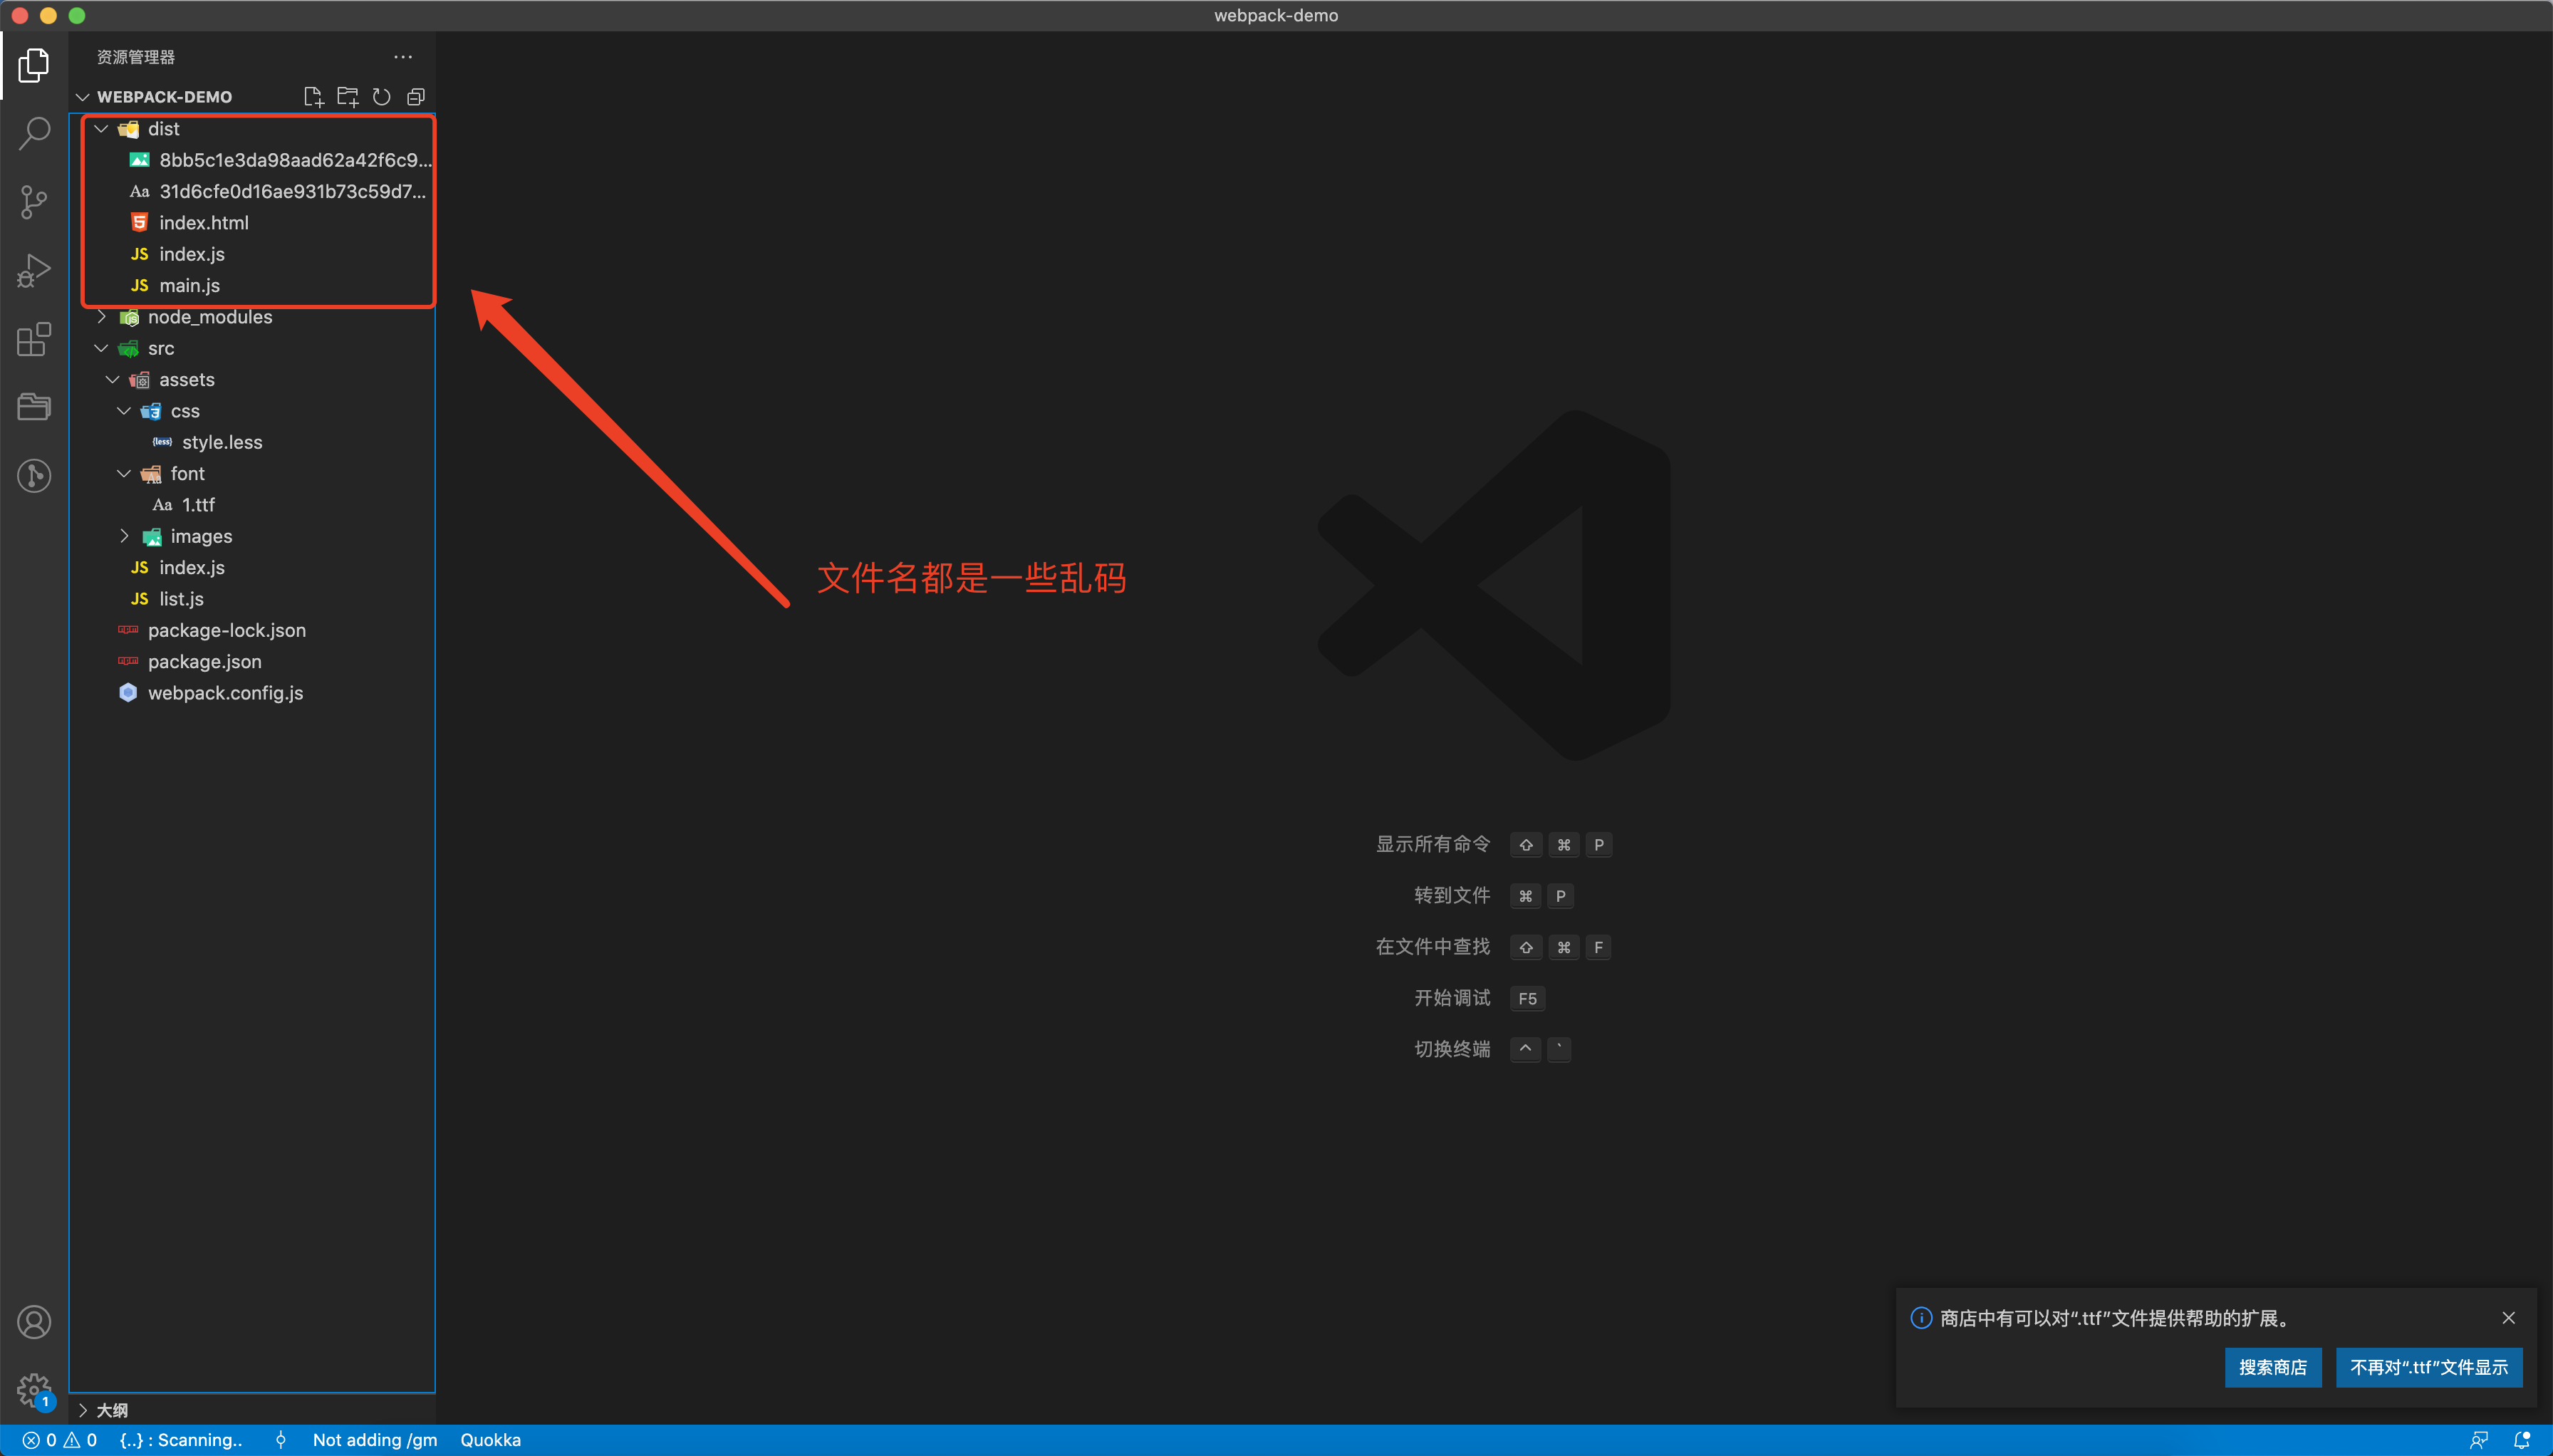 webpack-demo
资源管理器
WEBPACK-DEMO
dist
8bb5c1e3da98aad62a42f6c9...
Aa 31d6cfe0d16ae931b73c59d7...
5 index.html
JS index.js
JS main.js
node_modules
src
assets
css
{less} style.less
font
Aa 1.ttf
images
JS index.js
JS list.js
package-lock.json
package.json
webpack.config.js
文件名都是一些乱码
显示所有命令 ⇧ ⌘ P
转到文件 ⌘ P
在文件中查找 ⇧ ⌘ F
开始调试 F5
切换终端 ^ `
商店中有可以对“.ttf”文件提供帮助的扩展。
搜索商店 不再对“.ttf”文件显示
1
大纲
0 0 {..} : Scanning.. Not adding /gm Quokka